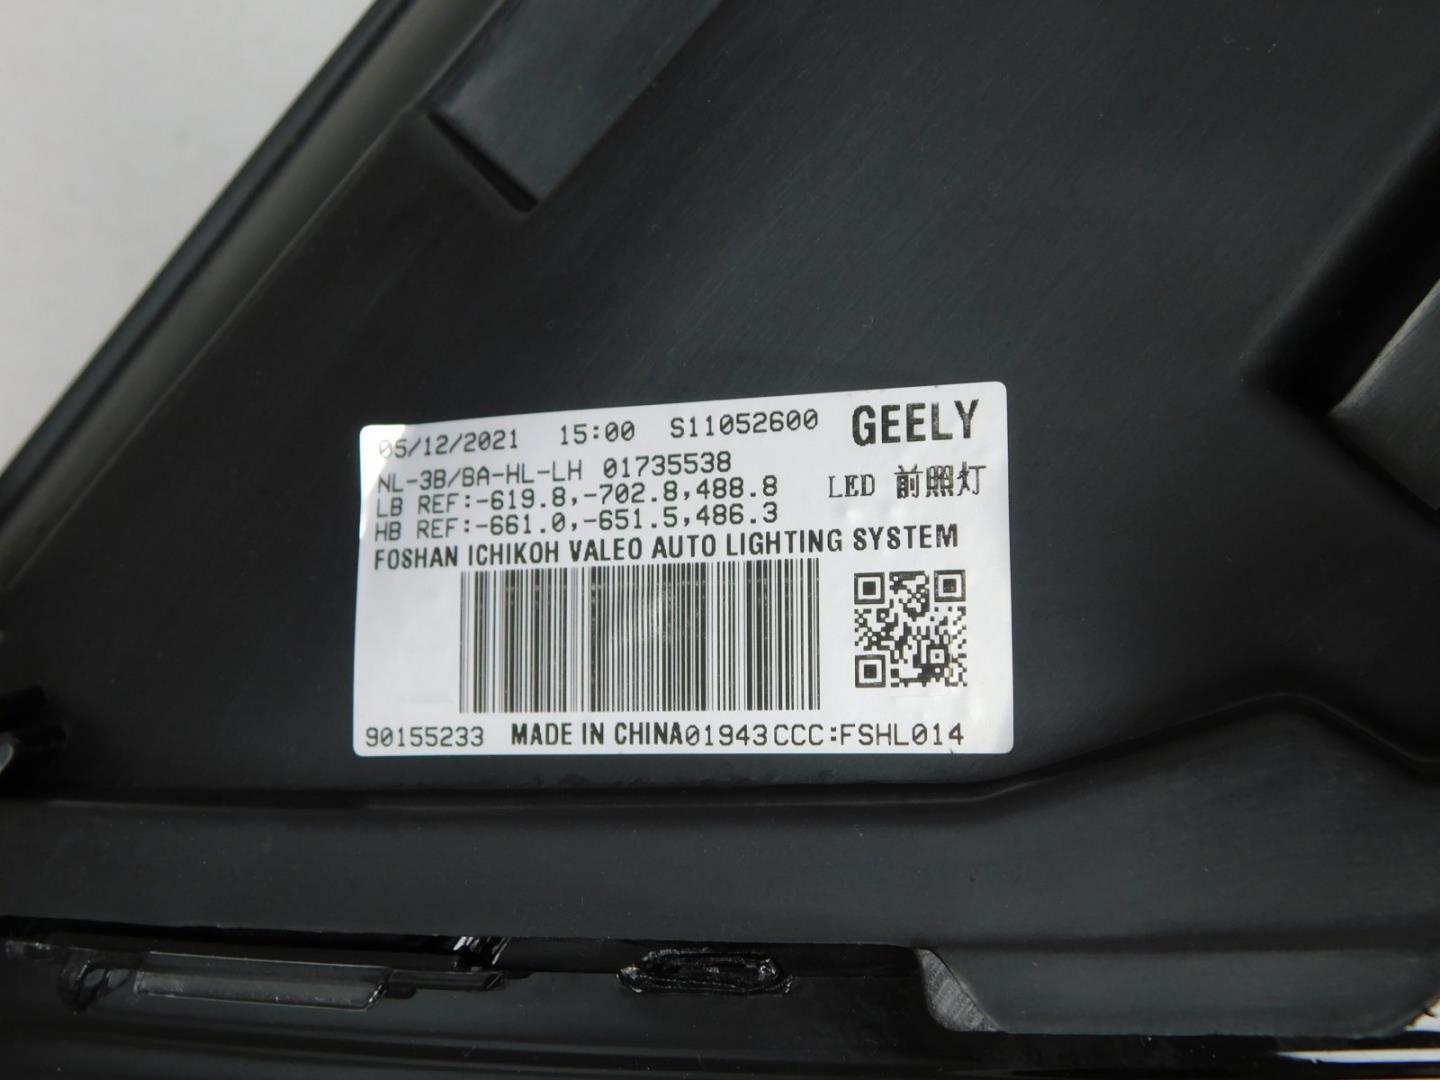 05/12/2021 15:00 S11052600 GEELY
NL-3B/BA-HL-LH 01735538
LB REF:-619.8,-702.8,488.8 LED 前照灯
HB REF:-661.0,-651.5,486.3
FOSHAN ICHIKOH VALEO AUTO LIGHTING SYSTEM
90155233 MADE IN CHINA01943 CCC:FSHL014